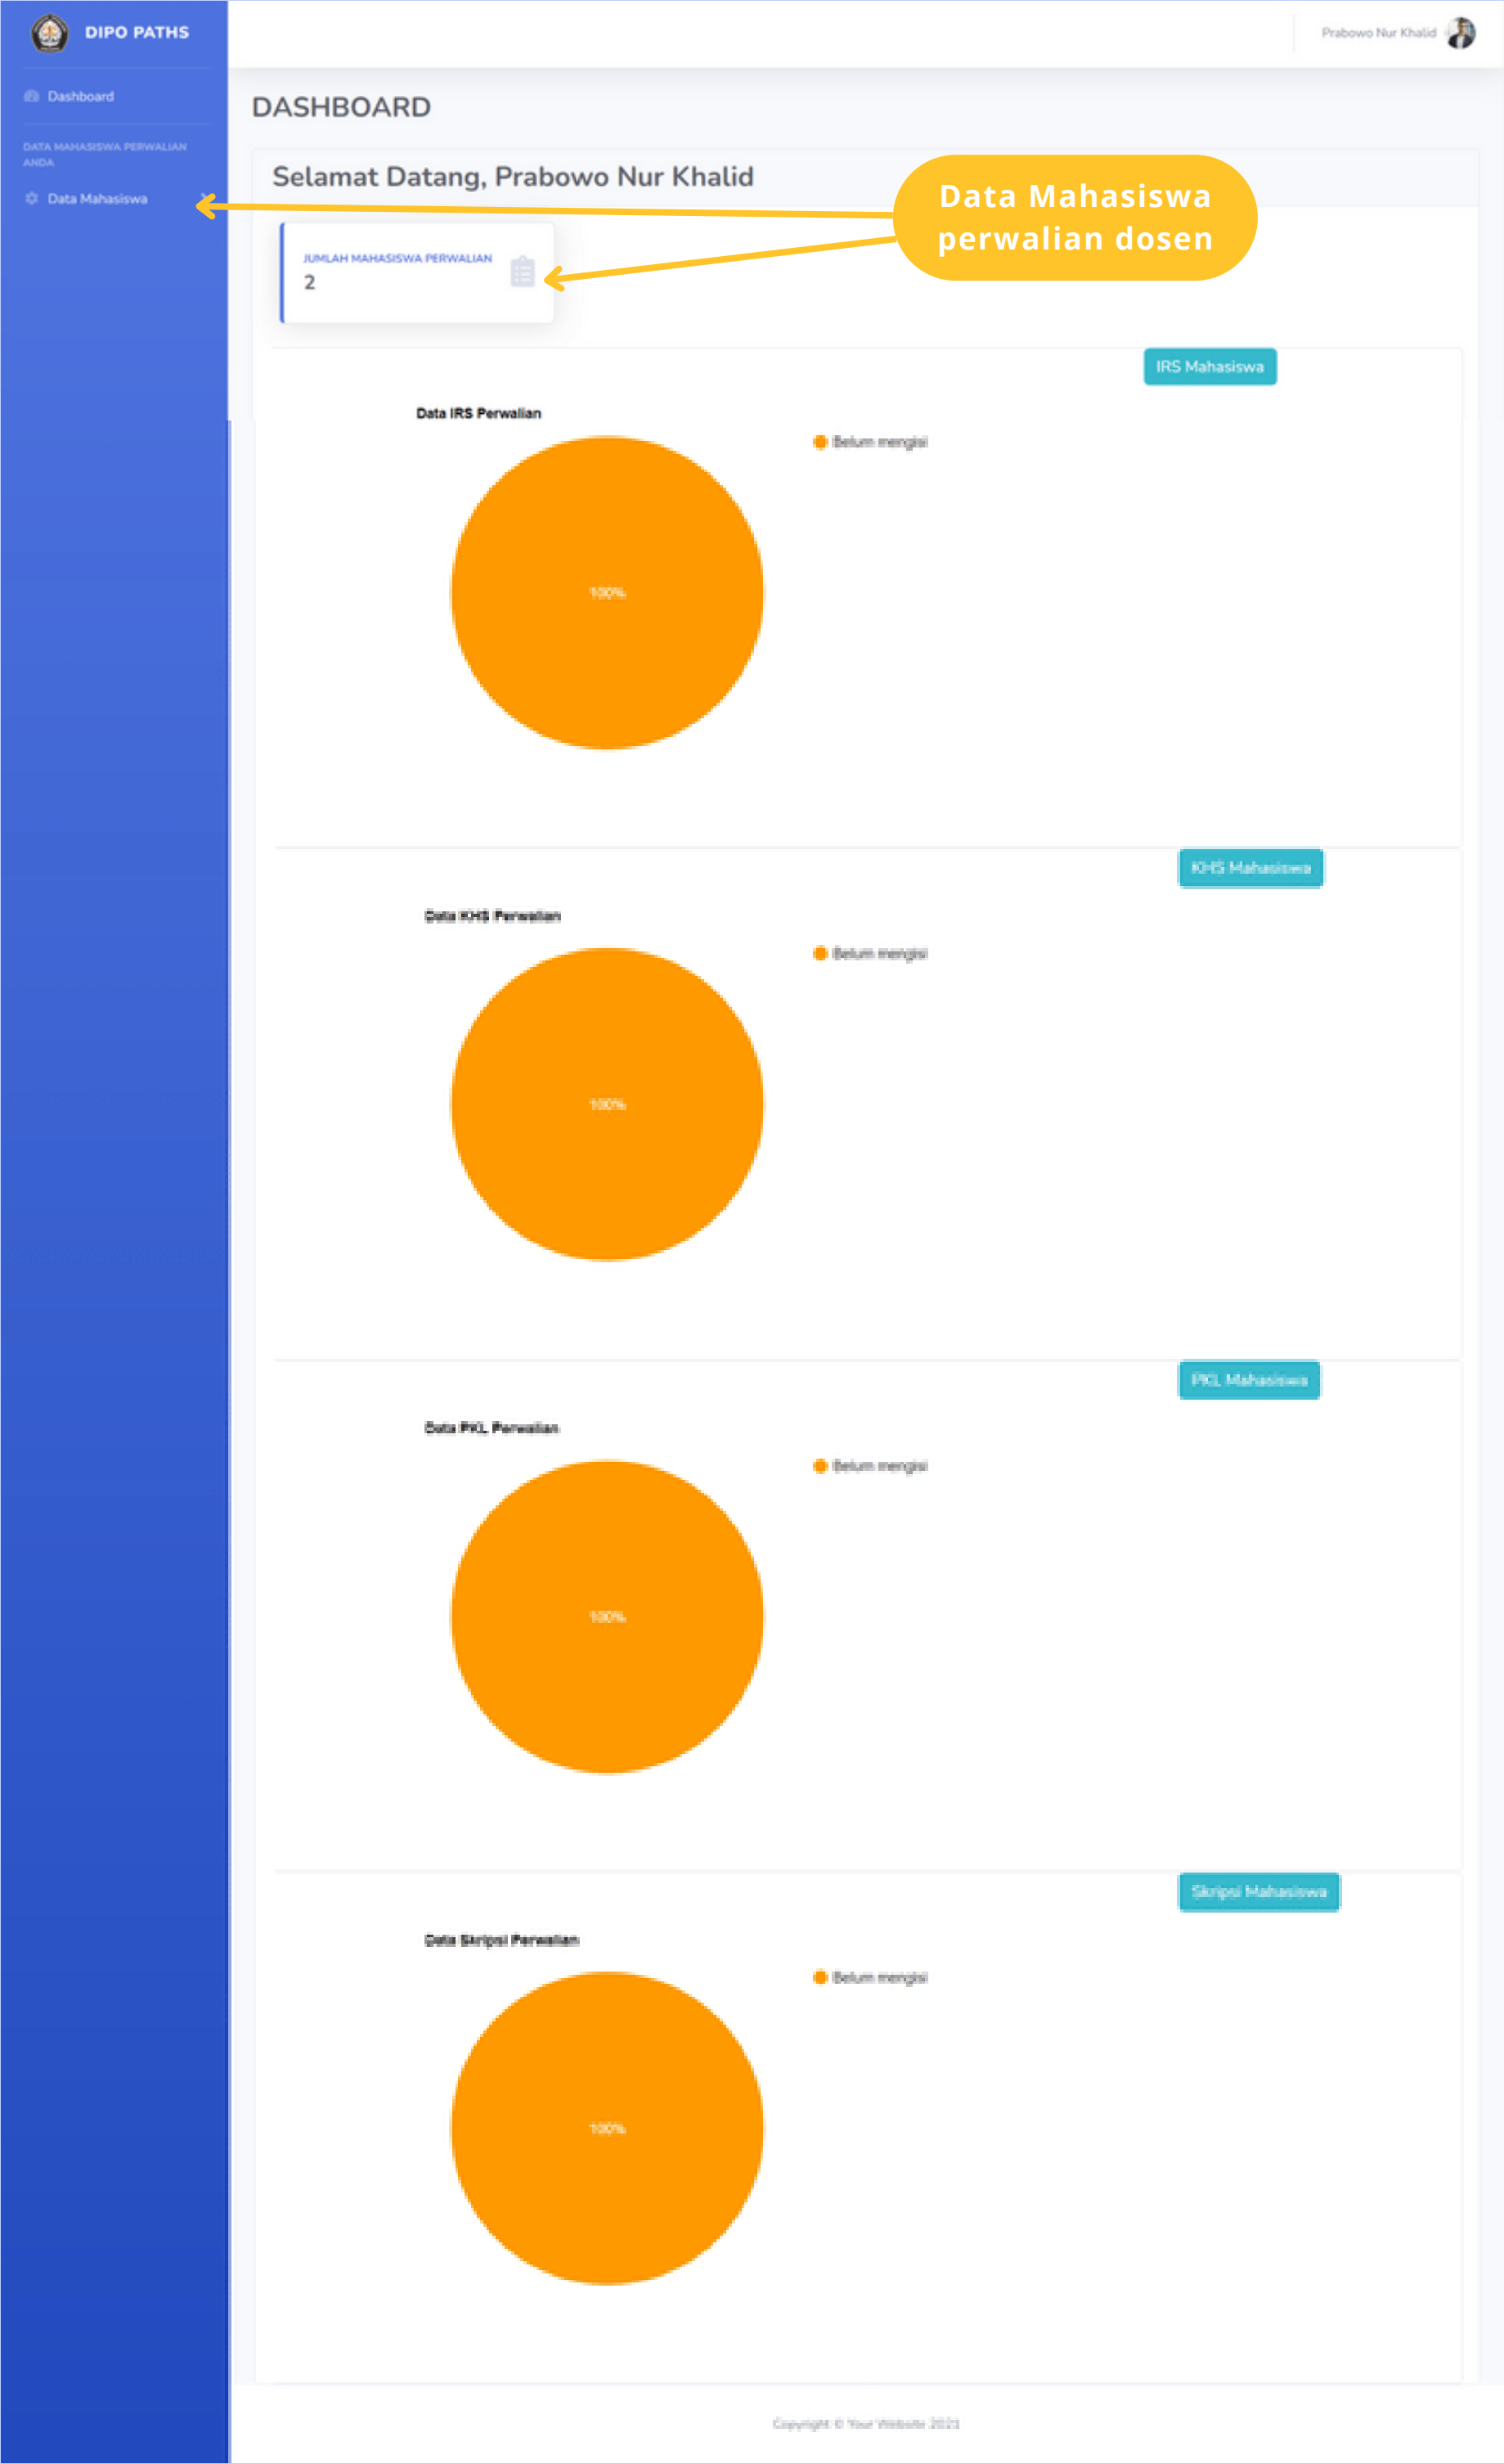 DIPO PATHS
Prabowo Nur Khalid
Dashboard
DATA MAHASISWA PERWALIAN
ANDA
Data Mahasiswa
DASHBOARD
Selamat Datang, Prabowo Nur Khalid
Data Mahasiswa
perwalian dosen
JUMLAH MAHASISWA PERWALIAN
2
IRS Mahasiswa
Data IRS Perwalian
Belum mengisi
100%
KHS Mahasiswa
Data KHS Perwalian
Belum mengisi
100%
PKL Mahasiswa
Data PKL Perwalian
Belum mengisi
100%
Skripsi Mahasiswa
Data Skripsi Perwalian
Belum mengisi
100%
Copyright © Your Website